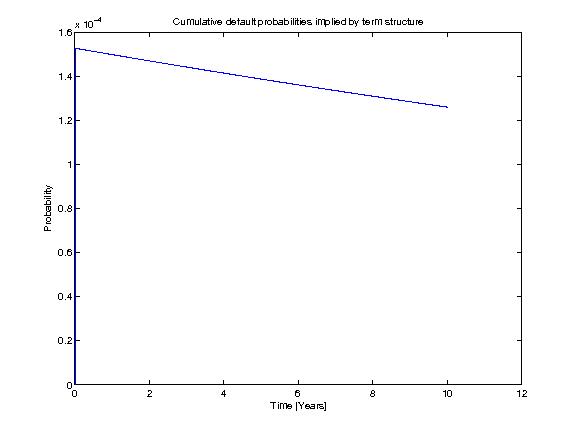 Cumulative default probabilities implied by term structure
x 10⁻⁴
1.6
1.4
1.2
1
0.8
0.6
0.4
0.2
0
Probability
0 2 4 6 8 10 12
Time [Years]